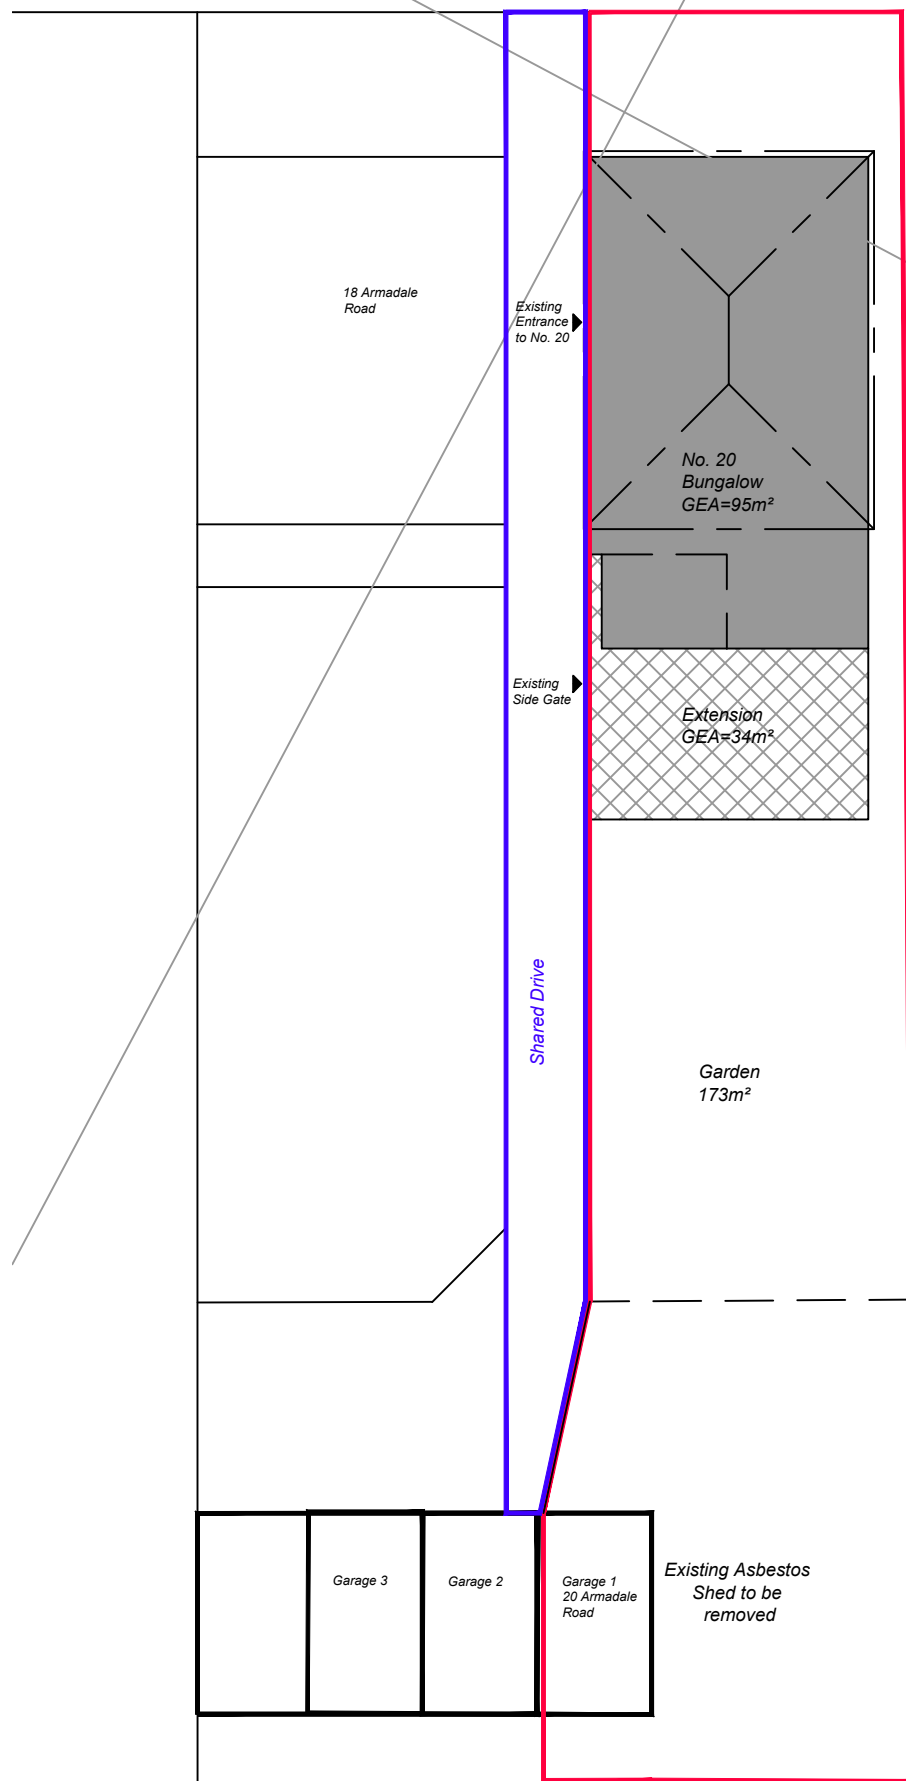 18 Armadale
Road
Existing
Entrance
to No. 20
No. 20
Bungalow
GEA=95m²
Existing
Side Gate
Extension
GEA=34m²
Shared Drive
Garden
173m²
Garage 3
Garage 2
Garage 1
20 Armadale
Road
Existing Asbestos
Shed to be
removed